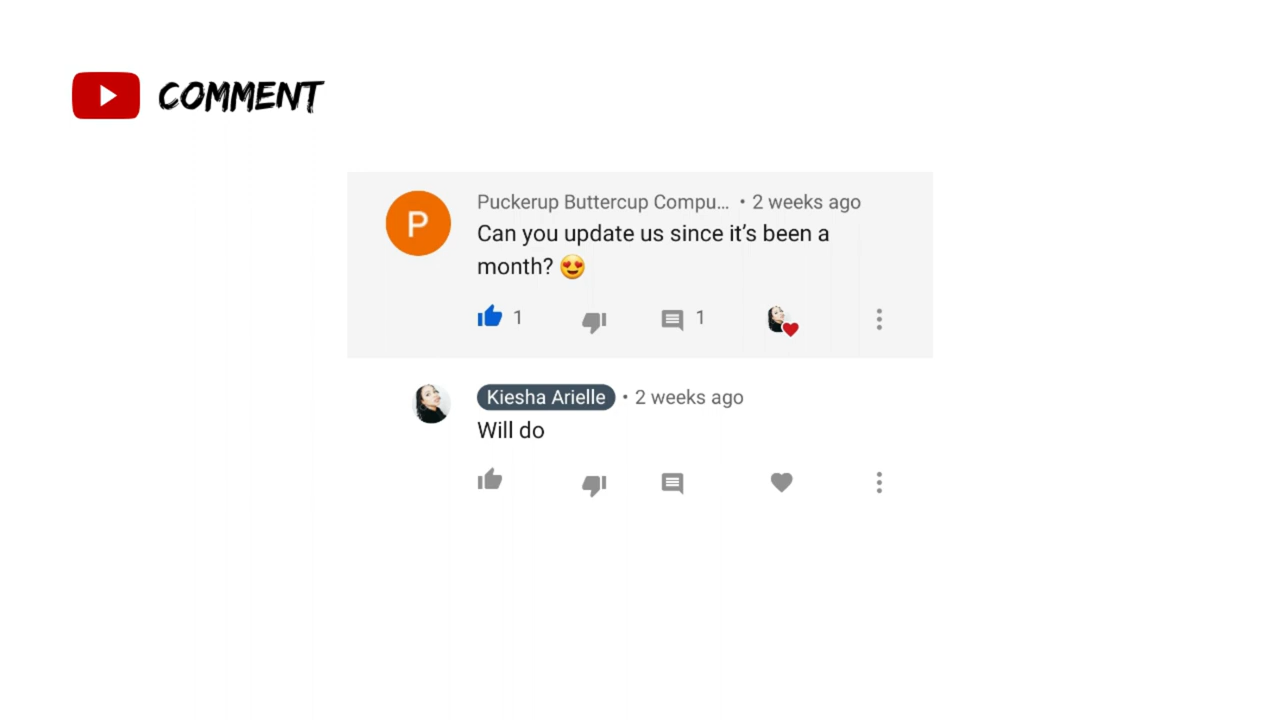 COMMENT
P
Puckerup Buttercup Compu... • 2 weeks ago
Can you update us since it's been a
month? 😍
1
1
Kiesha Arielle • 2 weeks ago
Will do